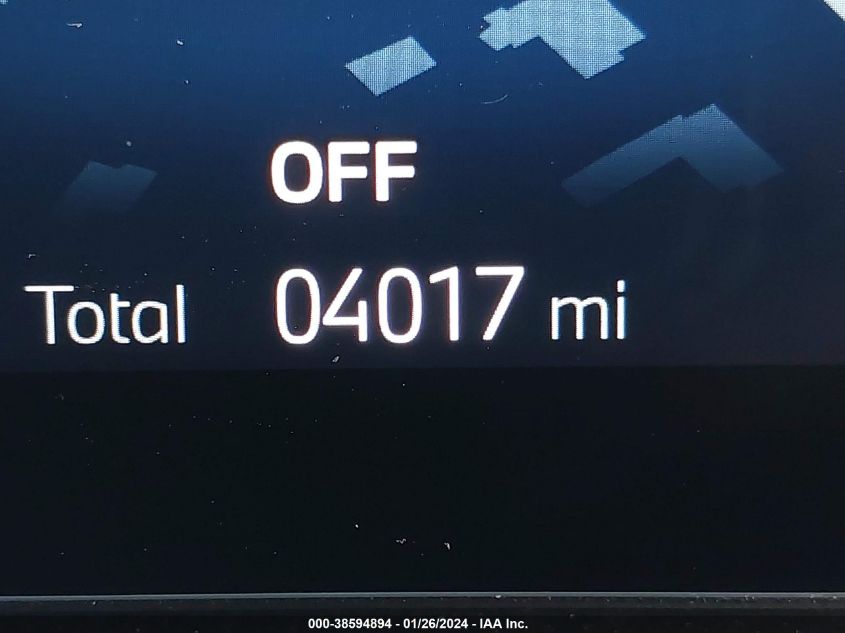 OFF
Total 04017 mi
000-38594894 - 01/26/2024 - IAA Inc.